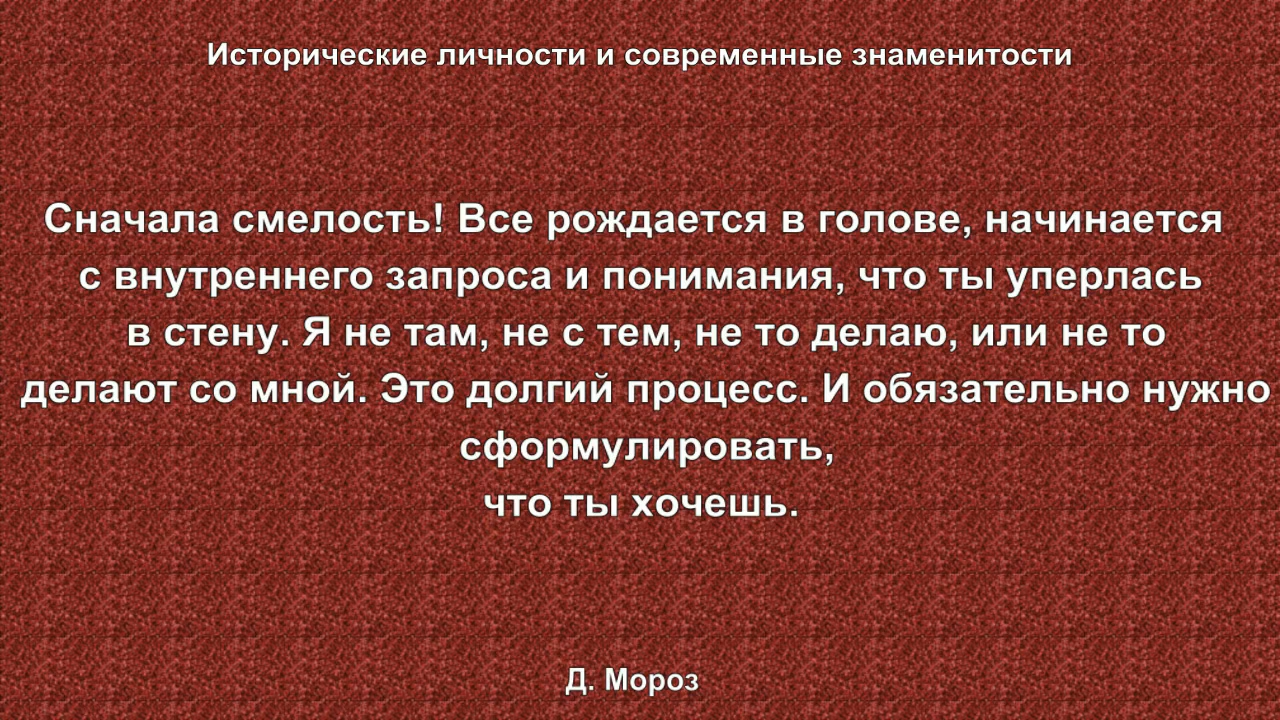 Исторические личности и современные знаменитости
Сначала смелость! Все рождается в голове, начинается
с внутреннего запроса и понимания, что ты уперлась
в стену. Я не там, не с тем, не то делаю, или не то
делают со мной. Это долгий процесс. И обязательно нужно
сформулировать,
что ты хочешь.
Д. Мороз